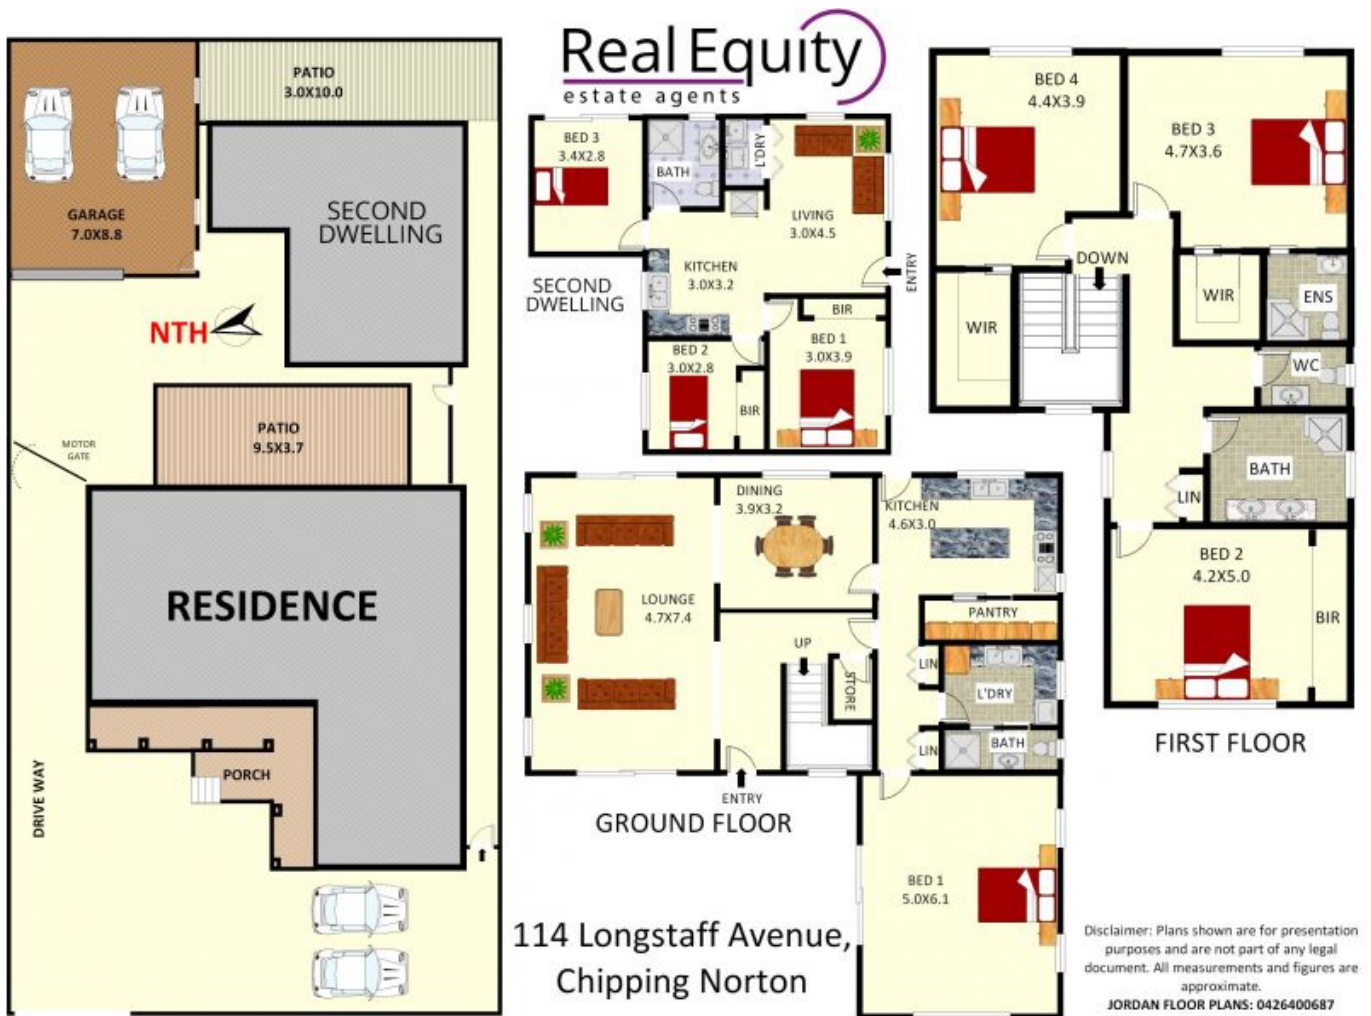 Real Equity
estate agents
PATIO
3.0X10.0
GARAGE
7.0X8.8
SECOND
DWELLING
NTH
PATIO
9.5X3.7
MOTOR
GATE
RESIDENCE
PORCH
DRIVE WAY
BED 3
3.4X2.8
BATH
L'DRY
LIVING
3.0X4.5
KITCHEN
3.0X3.2
ENTRY
SECOND
DWELLING
BIR
BED 1
3.0X3.9
BED 2
3.0X2.8
BIR
DINING
3.9X3.2
KITCHEN
4.6X3.0
LOUNGE
4.7X7.4
PANTRY
UP
STORE
LIN
L'DRY
LIN
BATH
ENTRY
GROUND FLOOR
BED 1
5.0X6.1
BED 4
4.4X3.9
BED 3
4.7X3.6
DOWN
WIR
WIR
ENS
WC
BATH
LIN
BED 2
4.2X5.0
BIR
FIRST FLOOR
114 Longstaff Avenue,
Chipping Norton
Disclaimer: Plans shown are for presentation
purposes and are not part of any legal
document. All measurements and figures are
approximate.
JORDAN FLOOR PLANS: 0426400687